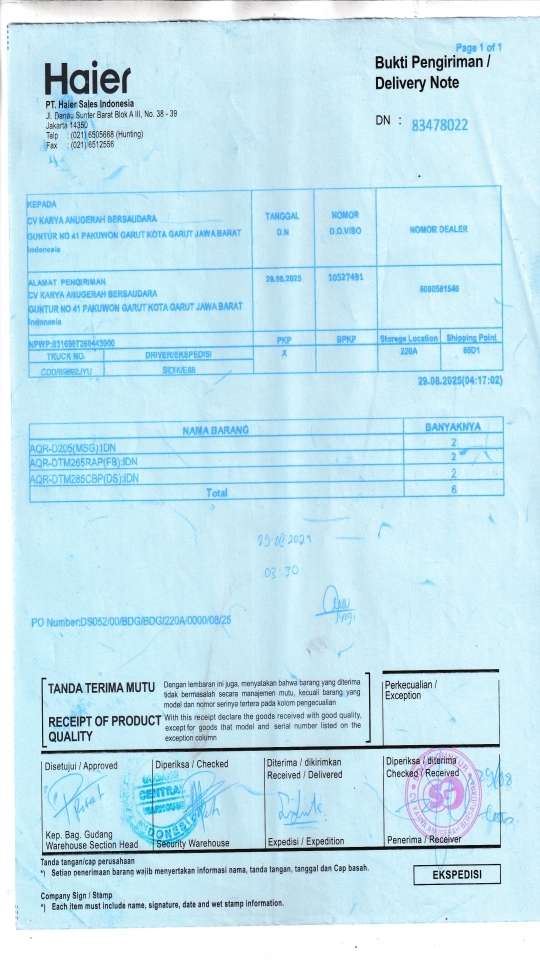 Page 1 of 1
Haier
Bukti Pengiriman /
Delivery Note
PT. Haier Sales Indonesia
Jl. Danau Sunter Barat Blok A III, No. 38 - 39
Jakarta 14350
Telp : (021) 6505668 (Hunting)
Fax : (021) 6512556
DN : 83478022
KEPADA
CV KARYA ANUGERAH BERSAUDARA
GUNTUR NO 41 PAKUWON GARUT KOTA GARUT JAWA BARAT
Indonesia
TANGGAL
D.N
NOMOR
D.O.V/SO
NOMOR DEALER
ALAMAT PENGIRIMAN
CV KARYA ANUGERAH BERSAUDARA
GUNTUR NO 41 PAKUWON GARUT KOTA GARUT JAWA BARAT
Indonesia
29.08.2025
10527491
6000581540
NPWP:0316907260443000
PKP
BPKP
Storege Location
Shipping Point
TRUCK NO.
DRIVER/EKSPEDISI
X
220A
60D1
CDD/B9692JYU
SIDIK/E68
29.08.2025(04:17:02)
NAMA BARANG
BANYAKNYA
AQR-D205(MSG):IDN
2
AQR-DTM265RAP(FB):IDN
2
AQR-DTM265CBP(DS):IDN
2
Total
6
03 30
PO Number:DS052/00/BDG/BDG/220A/0000/08/25
TANDA TERIMA MUTU
Dengan lembaran ini juga, menyatakan bahwa barang yang diterima
tidak bermasalah secara manajemen mutu, kecuali barang, yang
model dan nomor serinya tertera pada kolom pengecualian
RECEIPT OF PRODUCT
QUALITY
With this receipt declare the goods received with good quality,
except for goods that model and serial number listed on the
exception column
Perkecualian /
Exception
Disetujui / Approved
Diperiksa / Checked
Diterima / dikirimkan
Received / Delivered
Diperiksa / diterima
Checked / Received
29/08
CENTRAL
WAREHOUSE
Kep. Bag. Gudang
Warehouse Section Head
Security Warehouse
Expedisi / Expedition
Penerima / Receiver
Tanda tangan/cap perusahaan
*) Setiap penerimaan barang wajib menyertakan informasi nama, tanda tangan, tanggal dan Cap basah.
EKSPEDISI
Company Sign / Stamp
*) Each item must include name, signature, date and wet stamp information.